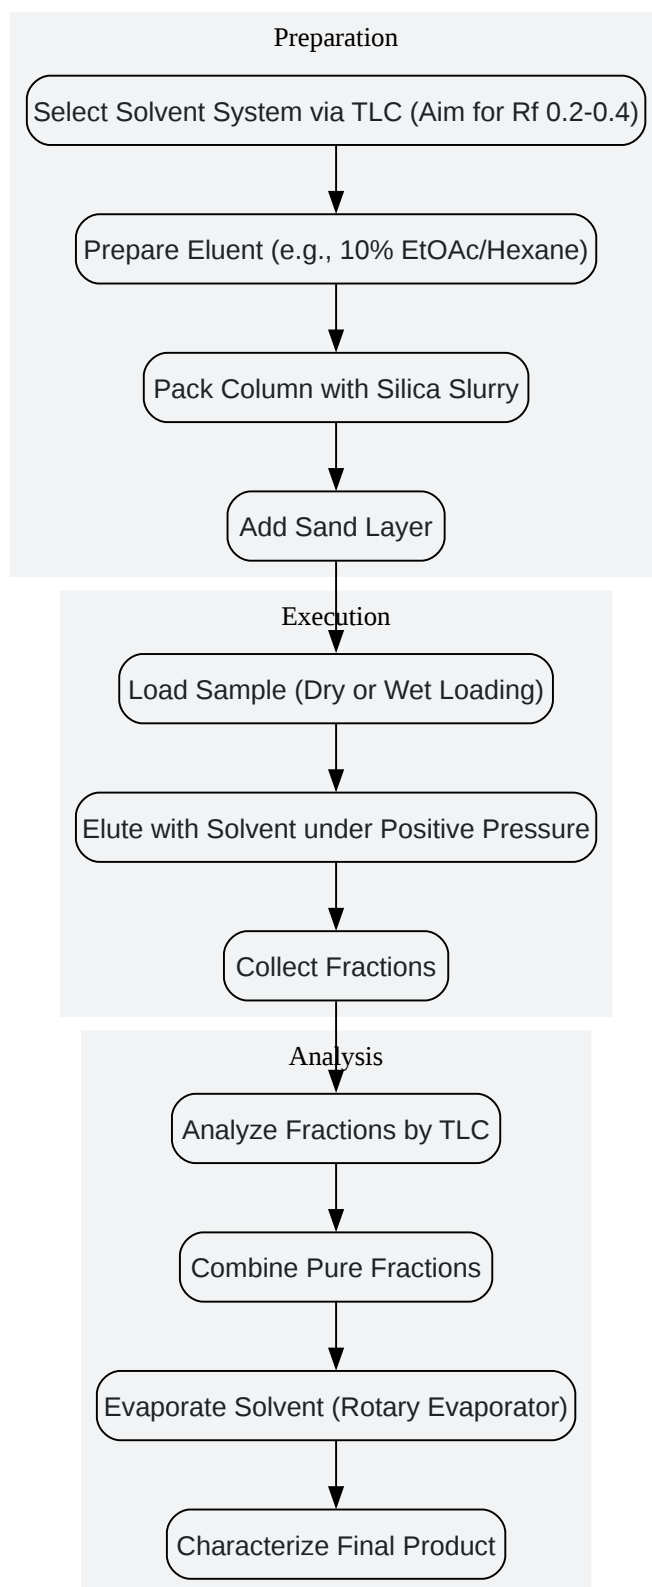 Preparation
Select Solvent System via TLC (Aim for Rf 0.2-0.4)
Prepare Eluent (e.g., 10% EtOAc/Hexane)
Pack Column with Silica Slurry
Add Sand Layer
Execution
Load Sample (Dry or Wet Loading)
Elute with Solvent under Positive Pressure
Collect Fractions
Analysis
Analyze Fractions by TLC
Combine Pure Fractions
Evaporate Solvent (Rotary Evaporator)
Characterize Final Product